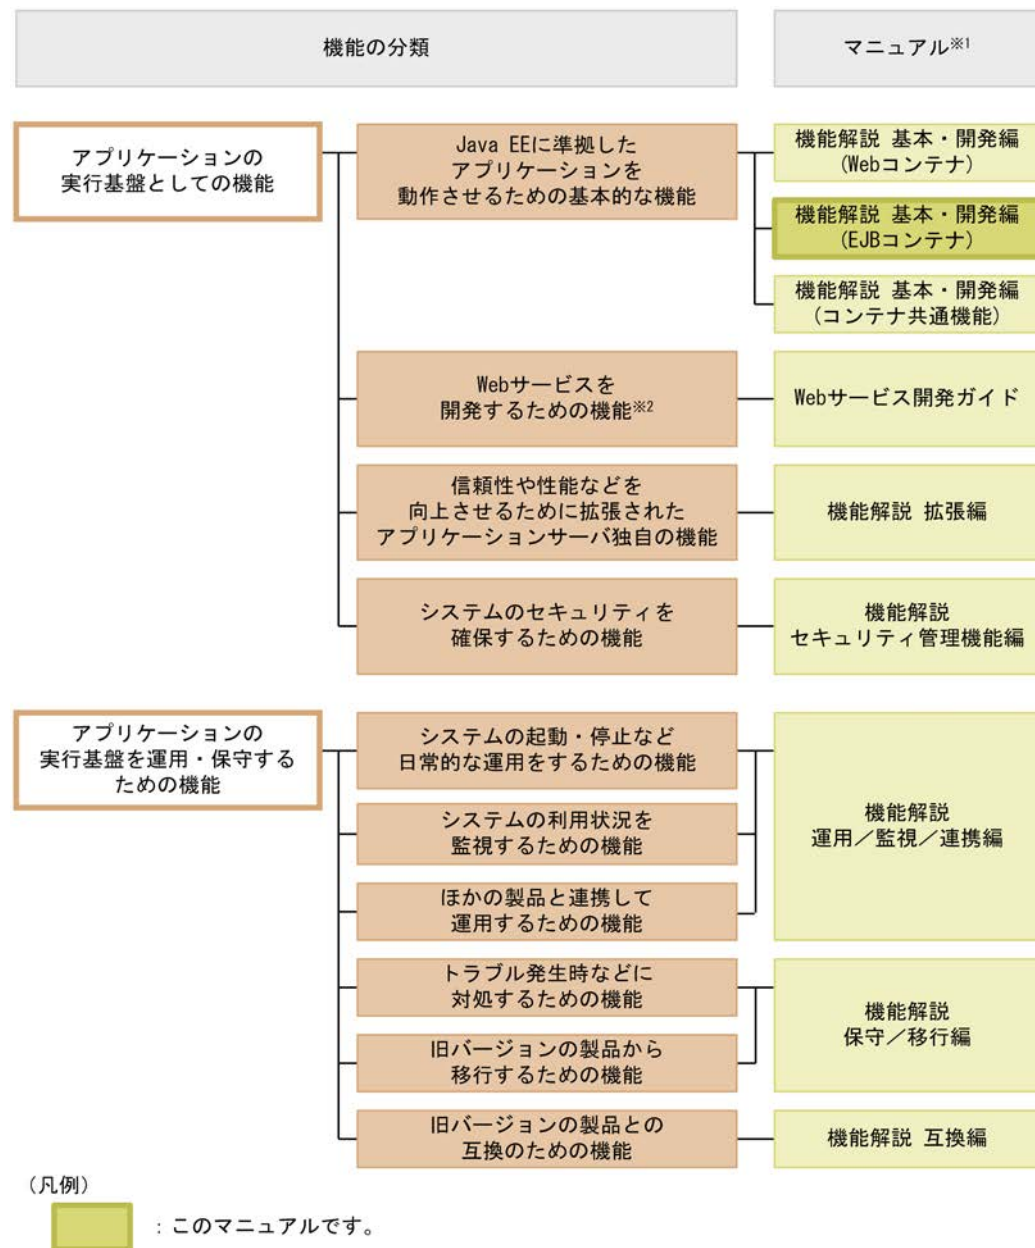 機能の分類
マニュアル※1
アプリケーションの
実行基盤としての機能
Java EEに準拠した
アプリケーションを
動作させるための基本的な機能
機能解説 基本・開発編
(Webコンテナ)
機能解説 基本・開発編
(EJBコンテナ)
機能解説 基本・開発編
(コンテナ共通機能)
Webサービスを
開発するための機能※2
Webサービス開発ガイド
信頼性や性能などを
向上させるために拡張された
アプリケーションサーバ独自の機能
機能解説 拡張編
システムのセキュリティを
確保するための機能
機能解説
セキュリティ管理機能編
アプリケーションの
実行基盤を運用・保守する
ための機能
システムの起動・停止など
日常的な運用をするための機能
システムの利用状況を
監視するための機能
ほかの製品と連携して
運用するための機能
機能解説
運用／監視／連携編
トラブル発生時などに
対処するための機能
旧バージョンの製品から
移行するための機能
機能解説
保守／移行編
旧バージョンの製品との
互換のための機能
機能解説 互換編
(凡例)
：このマニュアルです。